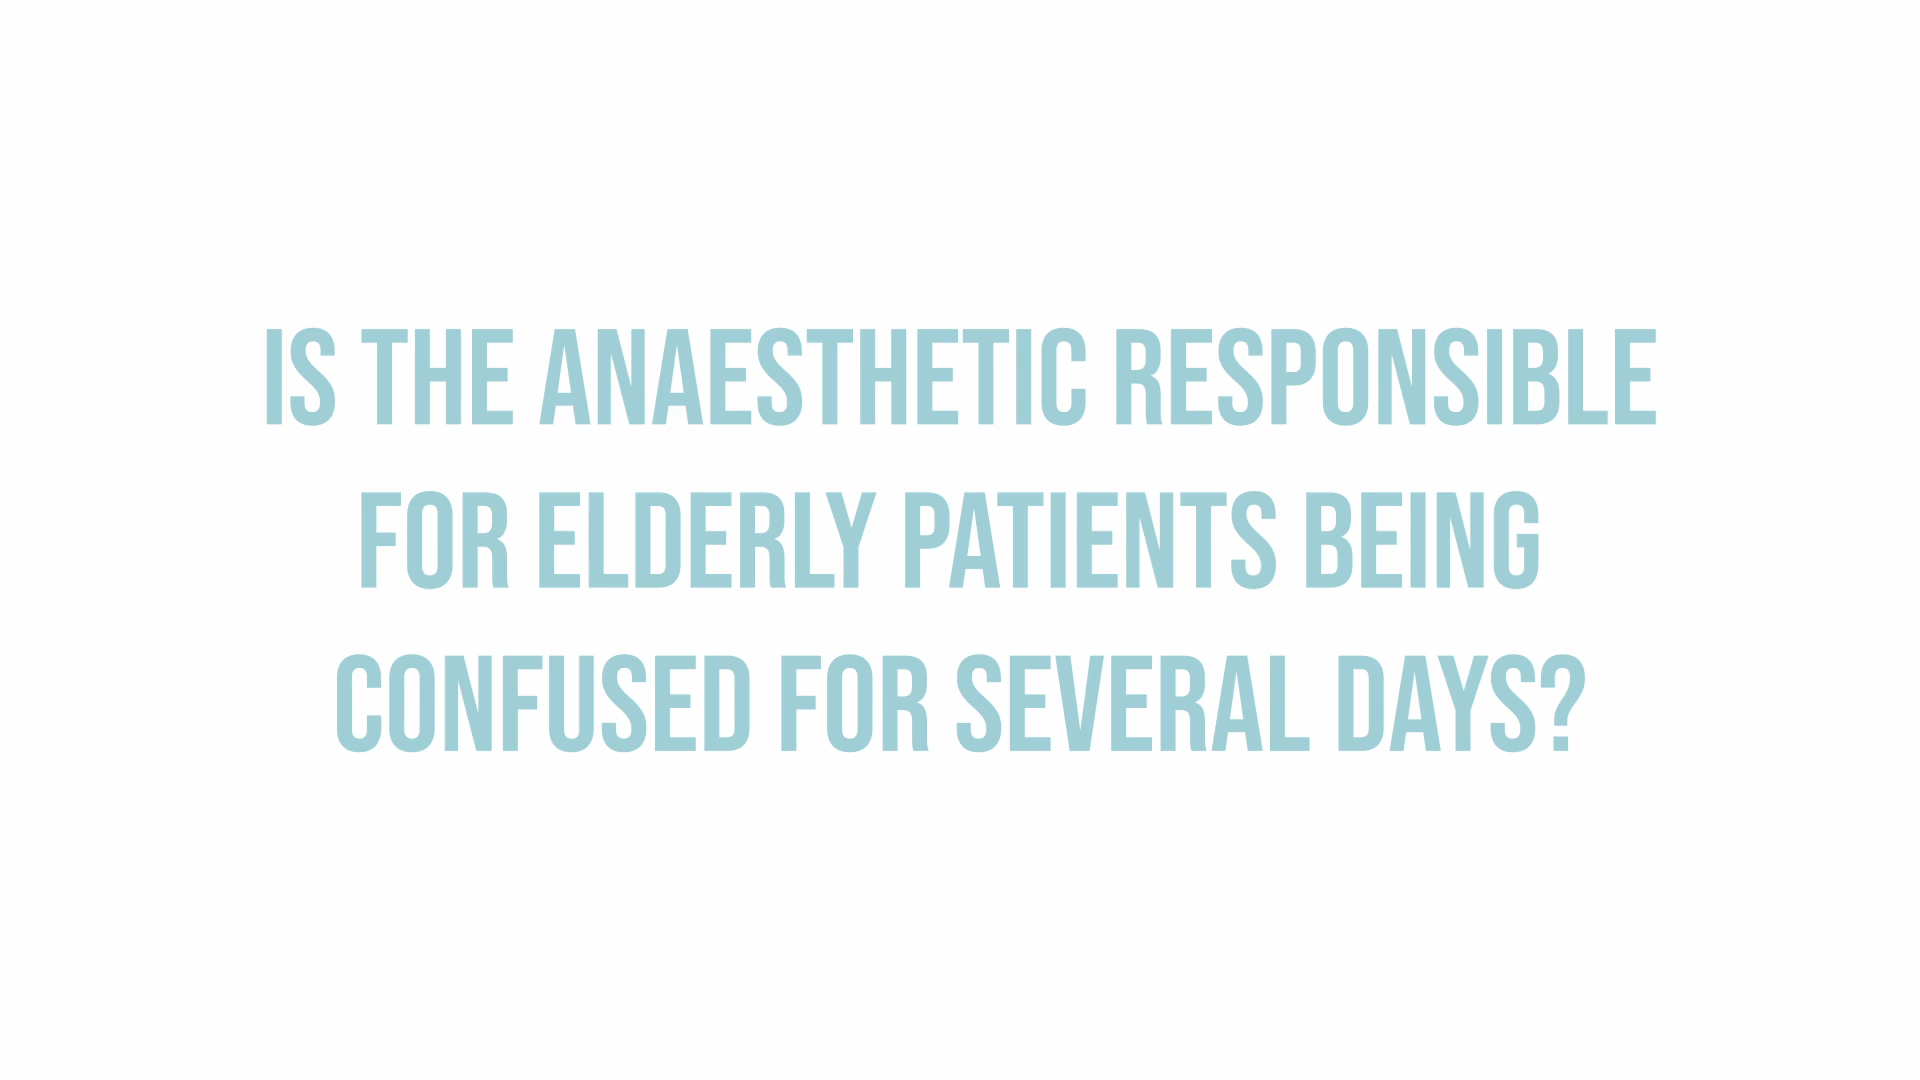 IS THE ANAESTHETIC RESPONSIBLE
FOR ELDERLY PATIENTS BEING
CONFUSED FOR SEVERAL DAYS?